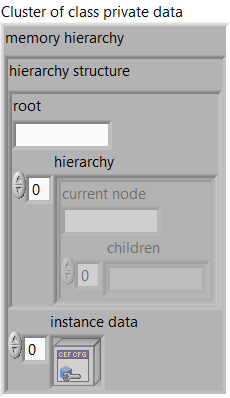 Cluster of class private data
memory hierarchy
hierarchy structure
root
hierarchy
0
current node
children
0
instance data
0
CEF CFG